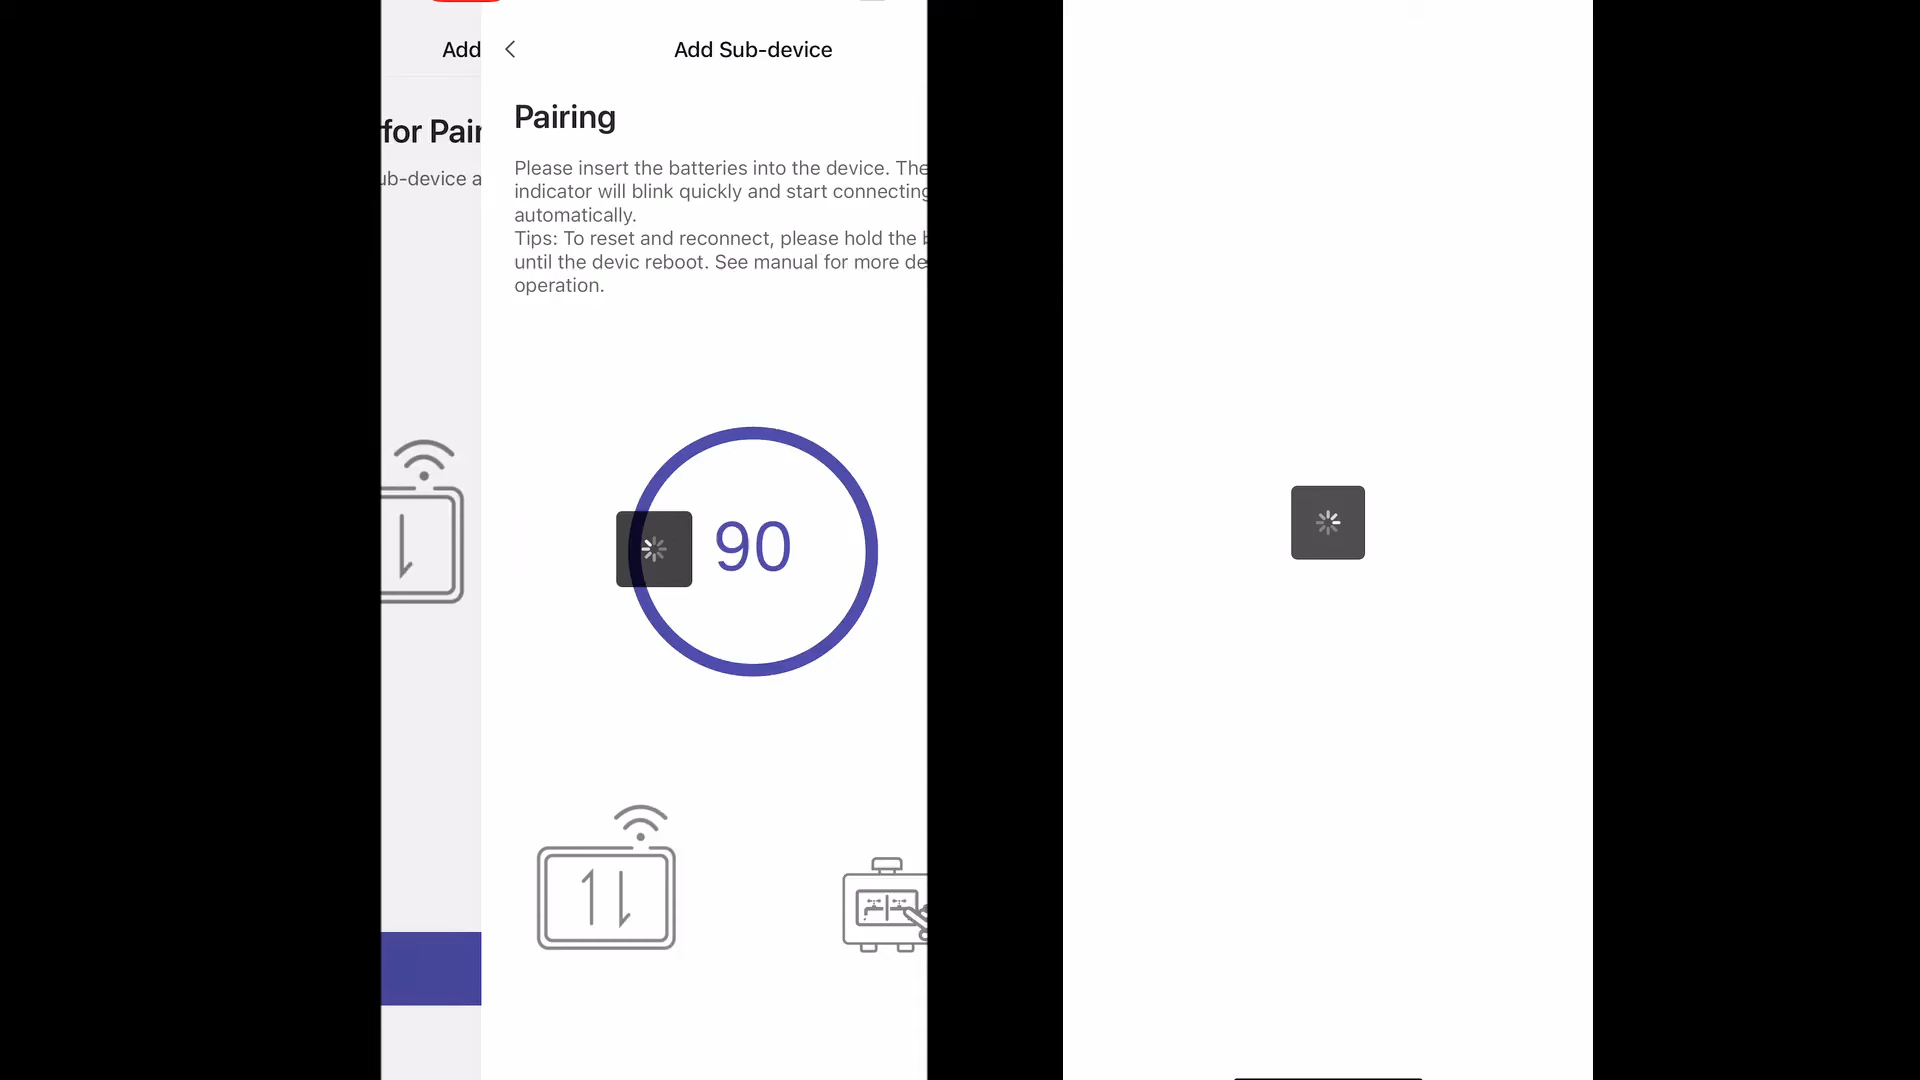 Add
for Pair
ub-device a
Add Sub-device
Pairing
Please insert the batteries into the device. The
indicator will blink quickly and start connecting
automatically.
Tips: To reset and reconnect, please hold the b
until the devic reboot. See manual for more de
operation.
90